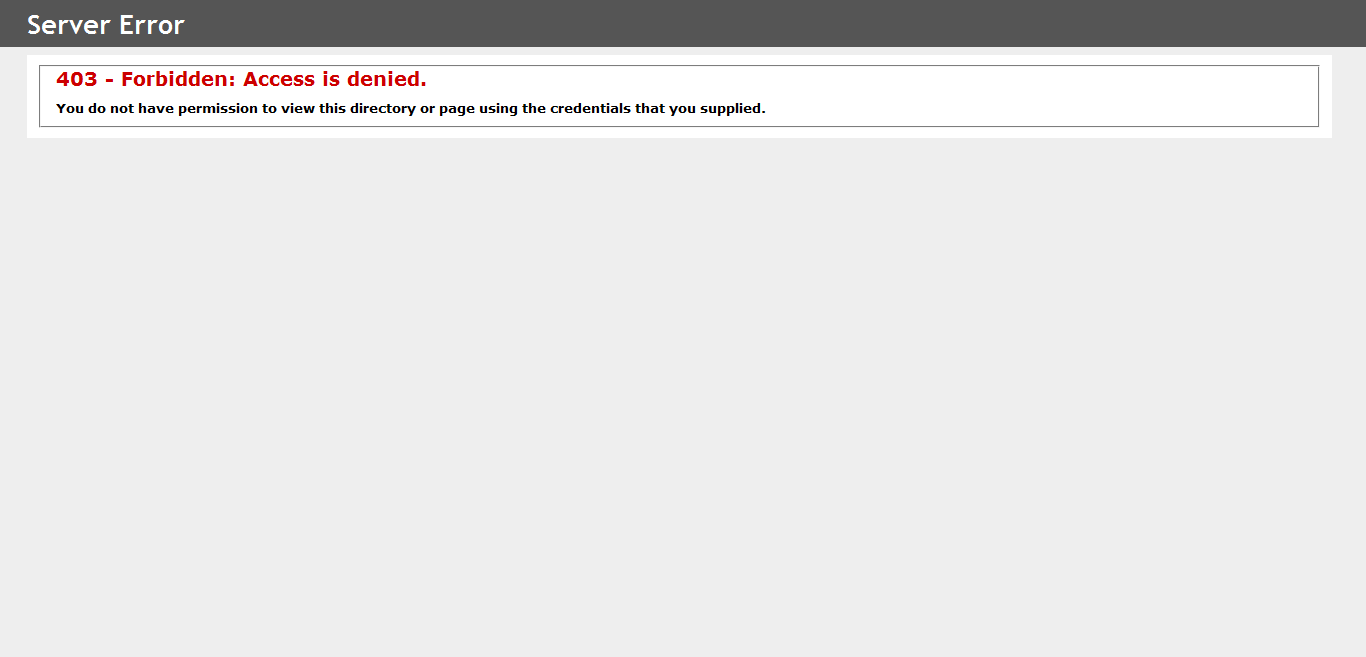 Server Error
403 - Forbidden: Access is denied.
You do not have permission to view this directory or page using the credentials that you supplied.